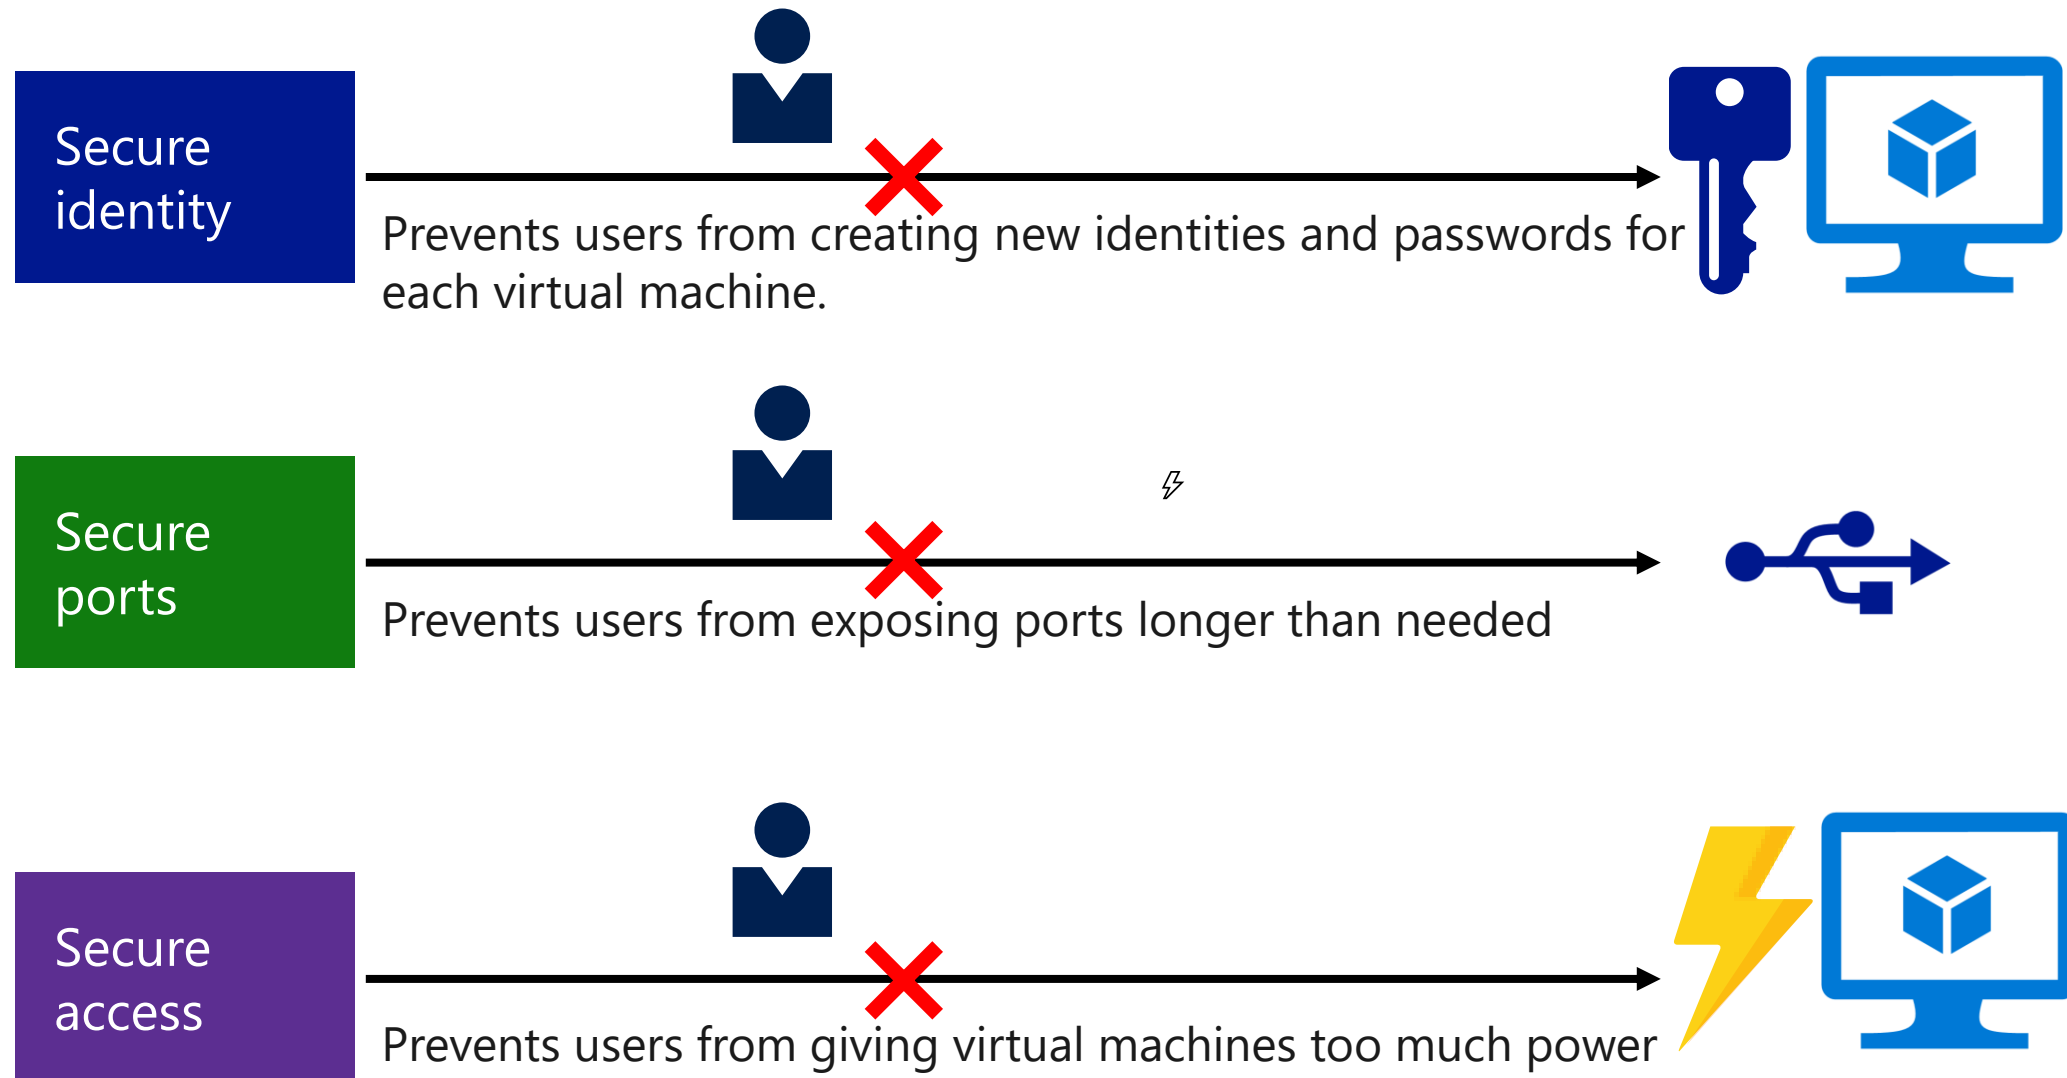 Secure
identity
Prevents users from creating new identities and passwords for
each virtual machine.
Secure
ports
Prevents users from exposing ports longer than needed
Secure
access
Prevents users from giving virtual machines too much power